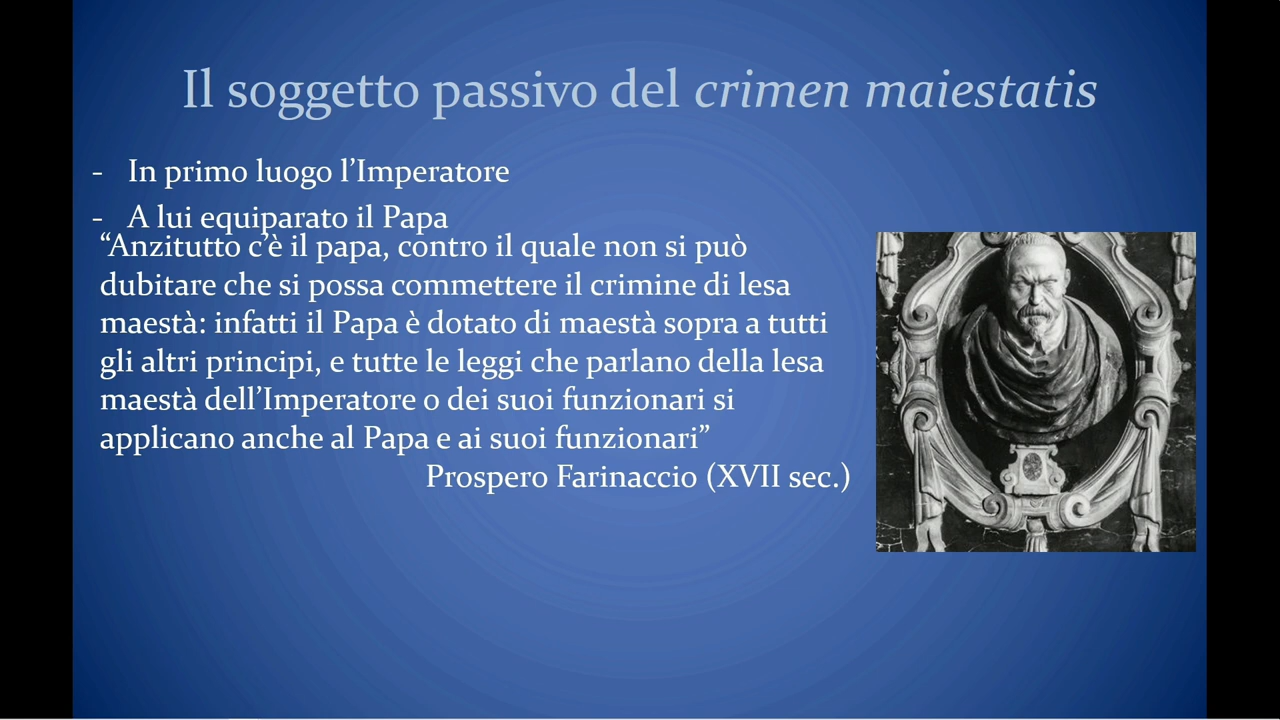 Il soggetto passivo del crimen maiestatis
- In primo luogo l’Imperatore
- A lui equiparato il Papa
“Anzitutto c’è il papa, contro il quale non si può
dubitare che si possa commettere il crimine di lesa
maestà: infatti il Papa è dotato di maestà sopra a tutti
gli altri principi, e tutte le leggi che parlano della lesa
maestà dell’Imperatore o dei suoi funzionari si
applicano anche al Papa e ai suoi funzionari”
Prospero Farinaccio (XVII sec.)